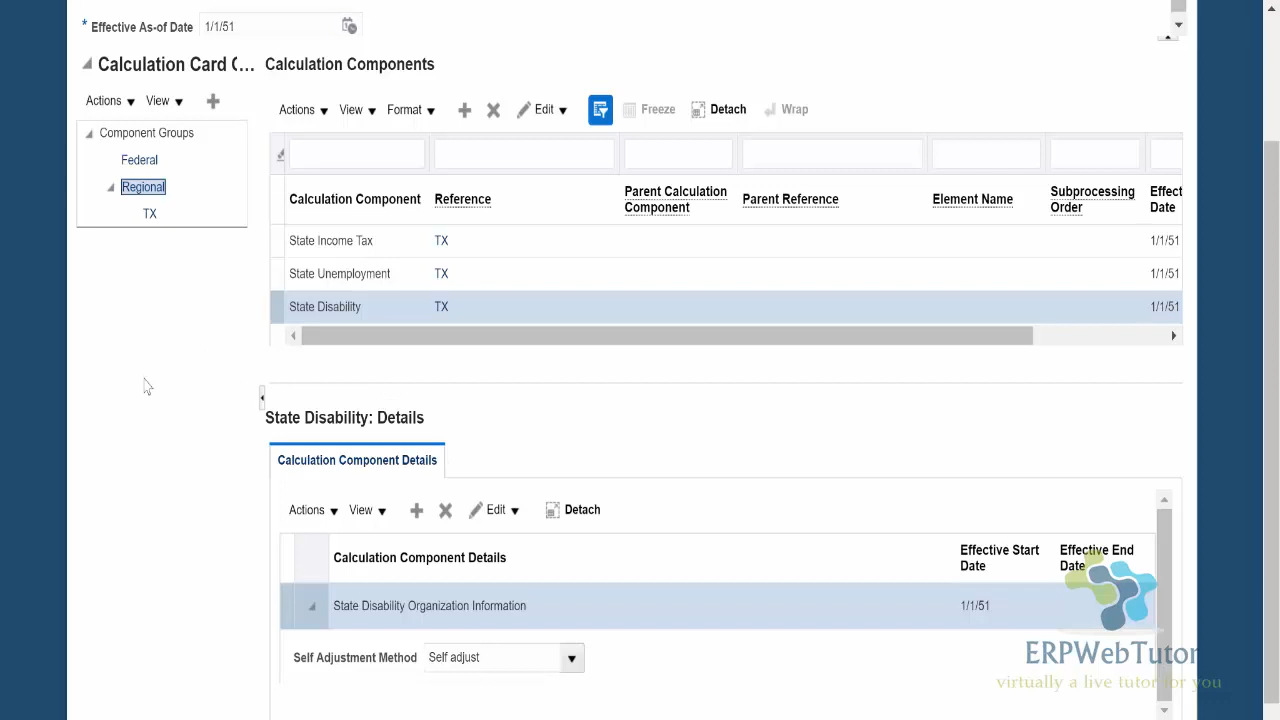 * Effective As-of Date 1/1/51
Calculation Card C...
Calculation Components
Actions View
Actions View Format Edit Freeze Detach Wrap
Component Groups
Federal
Regional
TX
Calculation Component Reference Parent Calculation Component Parent Reference Element Name Subprocessing Order Effect Date
State Income Tax TX 1/1/51
State Unemployment TX 1/1/51
State Disability TX 1/1/51
State Disability: Details
Calculation Component Details
Actions View Edit Detach
Calculation Component Details Effective Start Date Effective End Date
State Disability Organization Information 1/1/51
Self Adjustment Method Self adjust
ERPWebTutor
virtually a live tutor for you